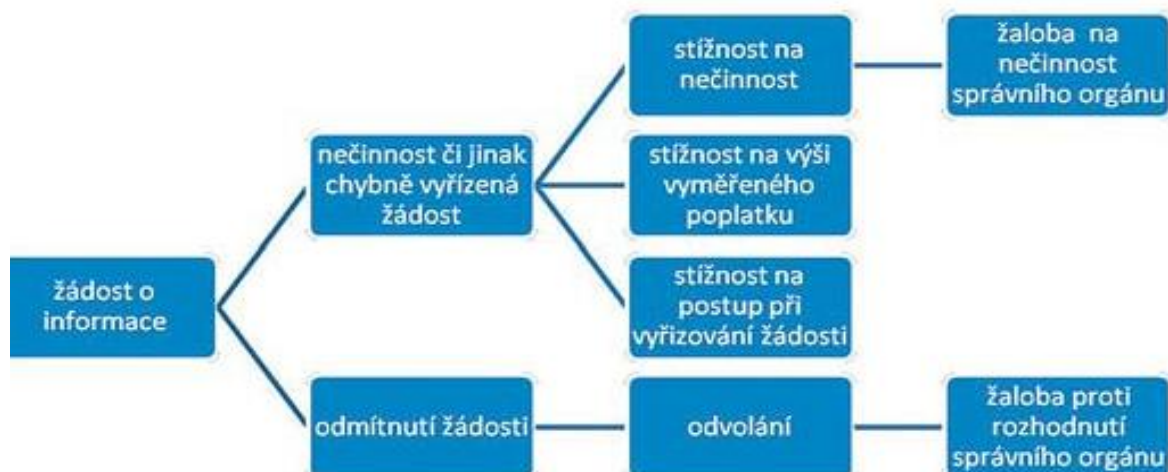 žádost o
informace
nečinnost či jinak
chybně vyřízená
žádost
stížnost na
nečinnost
žaloba na
nečinnost
správního orgánu
stížnost na výši
vyměřeného
poplatku
stížnost na
postup při
vyřizování žádosti
odmítnutí žádosti
odvolání
žaloba proti
rozhodnutí
správního orgánu